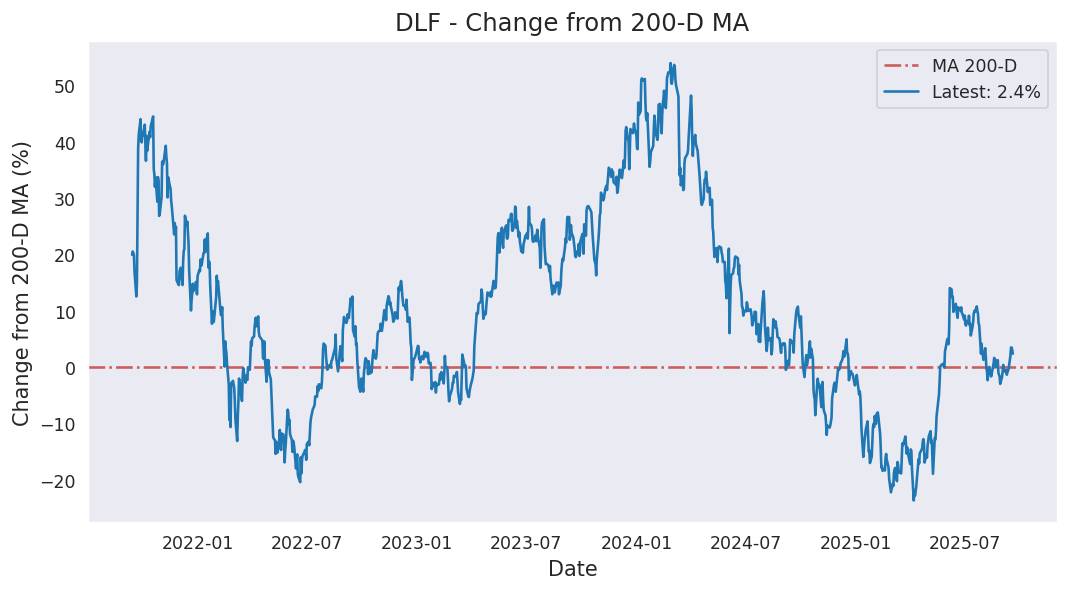 DLF - Change from 200-D MA
MA 200-D
Latest: 2.4%
Change from 200-D MA (%)
50
40
30
20
10
0
−10
−20
2022-01 2022-07 2023-01 2023-07 2024-01 2024-07 2025-01 2025-07
Date